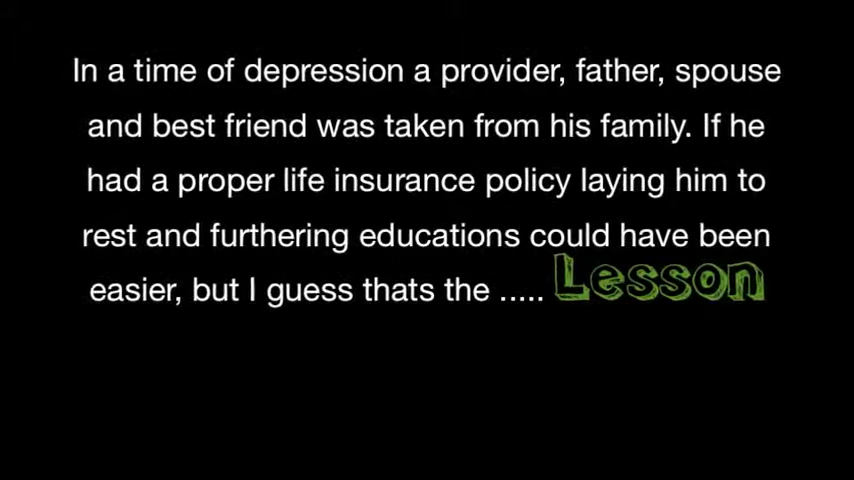 In a time of depression a provider, father, spouse
and best friend was taken from his family. If he
had a proper life insurance policy laying him to
rest and furthering educations could have been
easier, but I guess thats the ..... Lesson